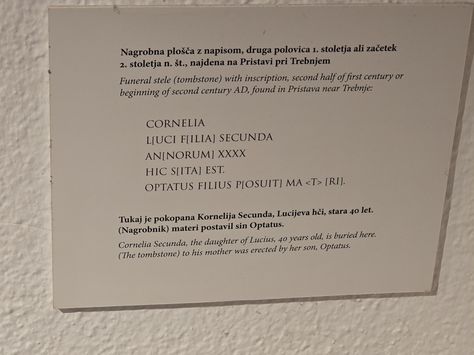 Nagrobna plošča z napisom, druga polovica 1. stoletja ali začetek
2. stoletja n. št., najdena na Pristavi pri Trebnjem
Funeral stele (tombstone) with inscription, second half of first century or
beginning of second century AD, found in Pristava near Trebnje:
CORNELIA
L[UCI F[ILIA] SECUNDA
AN[NORUM] XXXX
HIC S[ITA] EST.
OPTATUS FILIUS P[OSUIT] MA <T> [RI].
Tukaj je pokopana Kornelija Secunda, Lucijeva hči, stara 40 let.
(Nagrobnik) materi postavil sin Optatus.
Cornelia Secunda, the daughter of Lucius, 40 years old, is buried here.
(The tombstone) to his mother was erected by her son, Optatus.